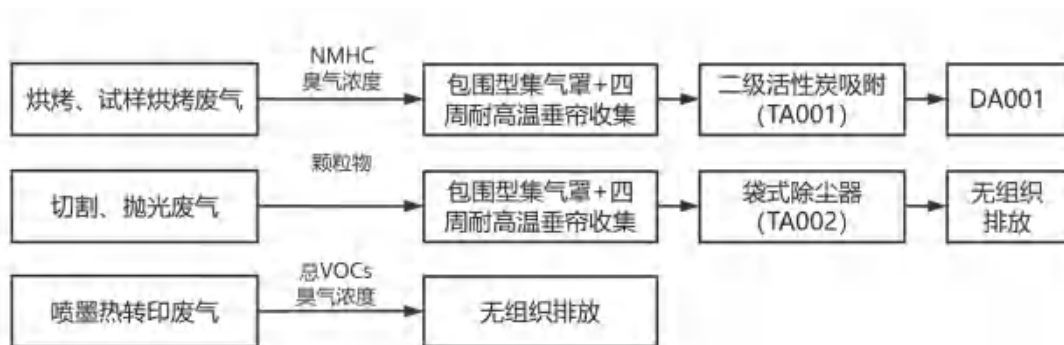 NMHC
臭气浓度
烘烤、试样烘烤废气
包围型集气罩+四
周耐高温垂帘收集
二级活性炭吸附
(TA001)
DA001
颗粒物
切割、抛光废气
包围型集气罩+四
周耐高温垂帘收集
袋式除尘器
(TA002)
无组织
排放
总VOCs
臭气浓度
喷墨热转印废气
无组织排放